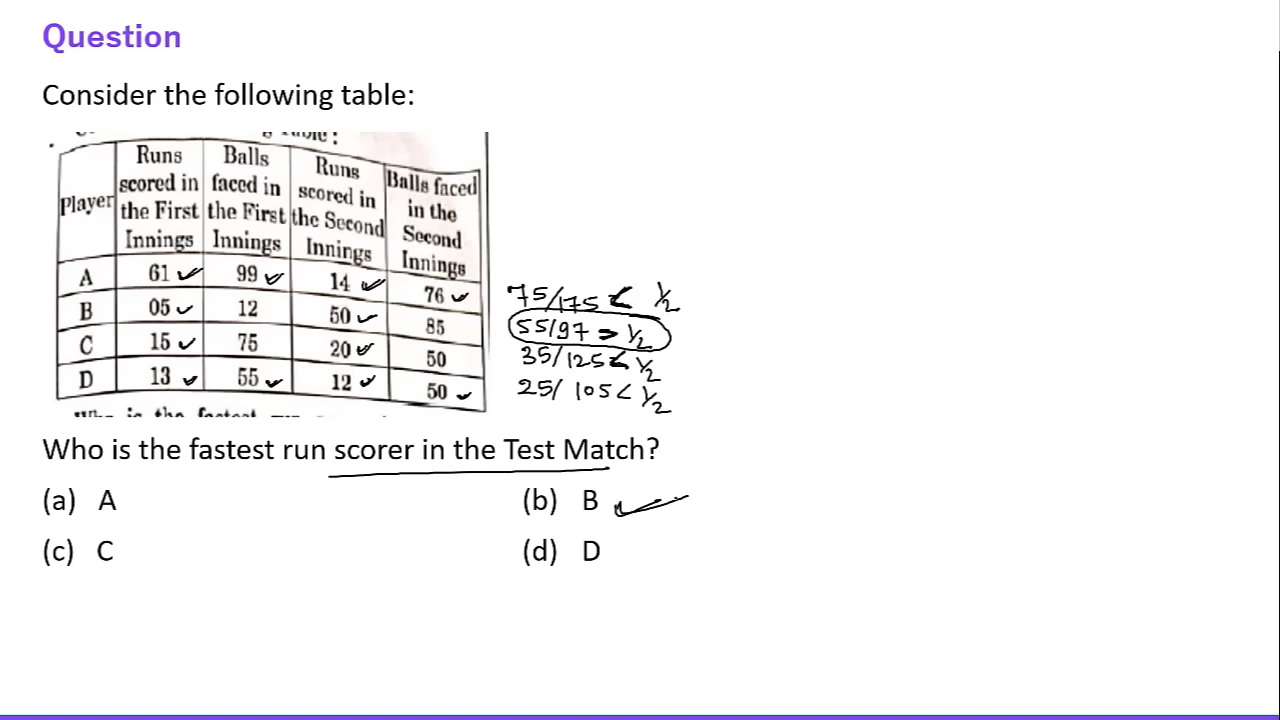 Question
Consider the following table:
Player
Runs scored in the First Innings
Balls faced in the First Innings
Runs scored in the Second Innings
Balls faced in the Second Innings
A 61 99 14 76
B 05 12 50 85
C 15 75 20 50
D 13 55 12 50
75/175 < 1/2
55/97 > 1/2
35/125 < 1/2
25/105 < 1/2
Who is the fastest run scorer in the Test Match?
(a) A (b) B
(c) C (d) D